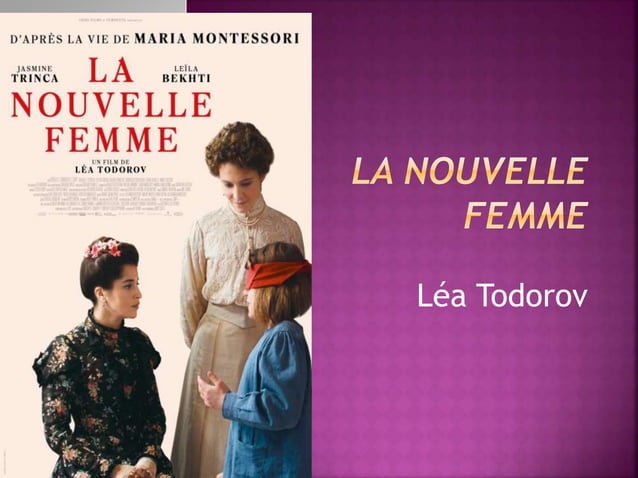 D'APRÈS LA VIE DE MARIA MONTESSORI
JASMINE
TRINCA
LA
LEÏLA
BEKHTI
NOUVELLE
FEMME
UN FILM DE
LÉA TODOROV
LA NOUVELLE
FEMME
Léa Todorov